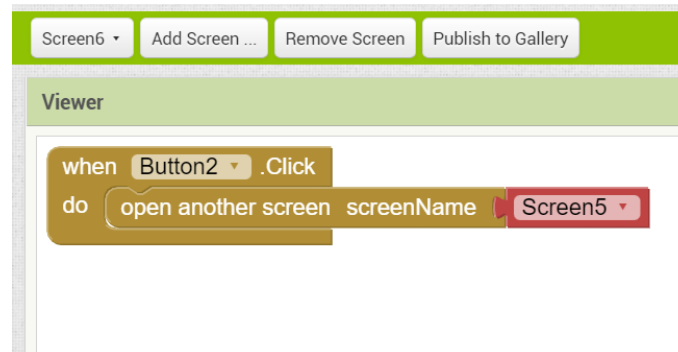 Screen6 Add Screen ... Remove Screen Publish to Gallery
Viewer
when Button2 .Click
do open another screen screenName Screen5